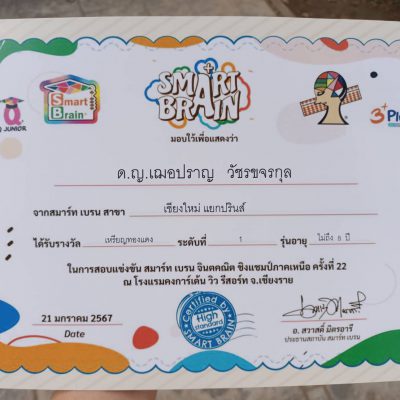 Q JUNIOR
Smart
Brain
SMART
BRAIN
3+
มอบไว้เพื่อแสดงว่า
ด.ญ.เฌอปราญ วัชรขจรกุล
จากสมาร์ท เบรน สาขา เชียงใหม่ แยกปรินส์
ได้รับรางวัล เหรียญทองแดง ระดับที่ 1 รุ่นอายุ ไม่ถึง 8 ปี
ในการสอบแข่งขัน สมาร์ท เบรน จินตคณิต ชิงแชมป์ภาคเหนือ ครั้งที่ 22
ณ โรงแรมคงการ์เด้น วิว รีสอร์ท จ.เชียงราย
21 มกราคม 2567
Date
Certified by
High
standard
SMART BRAIN
อ. สวาสดิ์ มิตรอารี
ประธานสถาบัน สมาร์ท เบรน